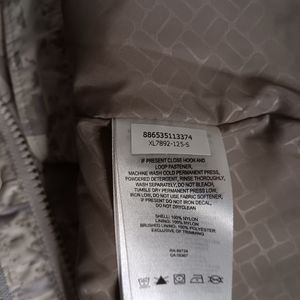 886535113374
XL7892-125-S
IF PRESENT CLOSE HOOK AND
LOOP FASTENER,
MACHINE WASH COLD PERMANENT PRESS,
POWDERED DETERGENT, RINSE THOROUGHLY,
WASH SEPARATELY, DO NOT BLEACH,
TUMBLE DRY PERMANENT PRESS LOW
IRON LOW, DO NOT USE FABRIC SOFTENER,
IF PRESENT DO NOT IRON DECAL,
DO NOT DRYCLEAN
SHELL: 100% NYLON
LINING: 100% NYLON
BRUSHED LINING: 100% POLYESTER
EXCLUSIVE OF TRIMMING